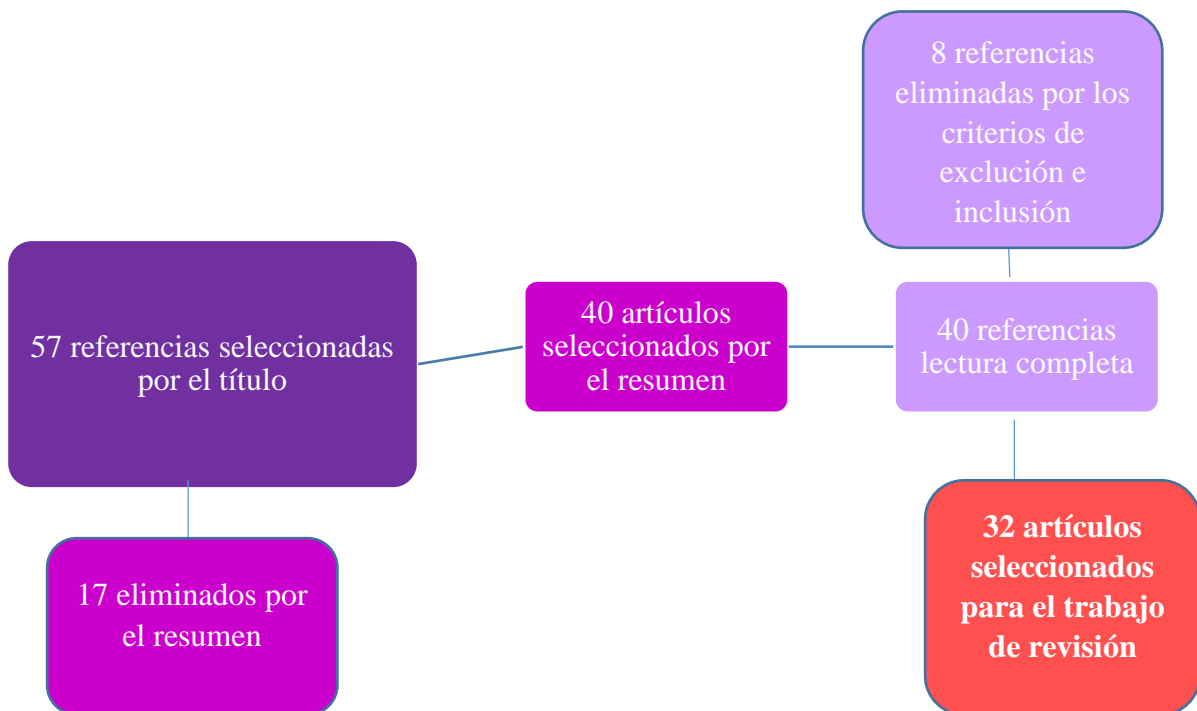 57 referencias seleccionadas
por el título
17 eliminados por
el resumen
40 artículos
seleccionados por
el resumen
40 referencias
lectura completa
8 referencias
eliminadas por los
criterios de
exclución e
inclusión
32 artículos
seleccionados
para el trabajo
de revisión